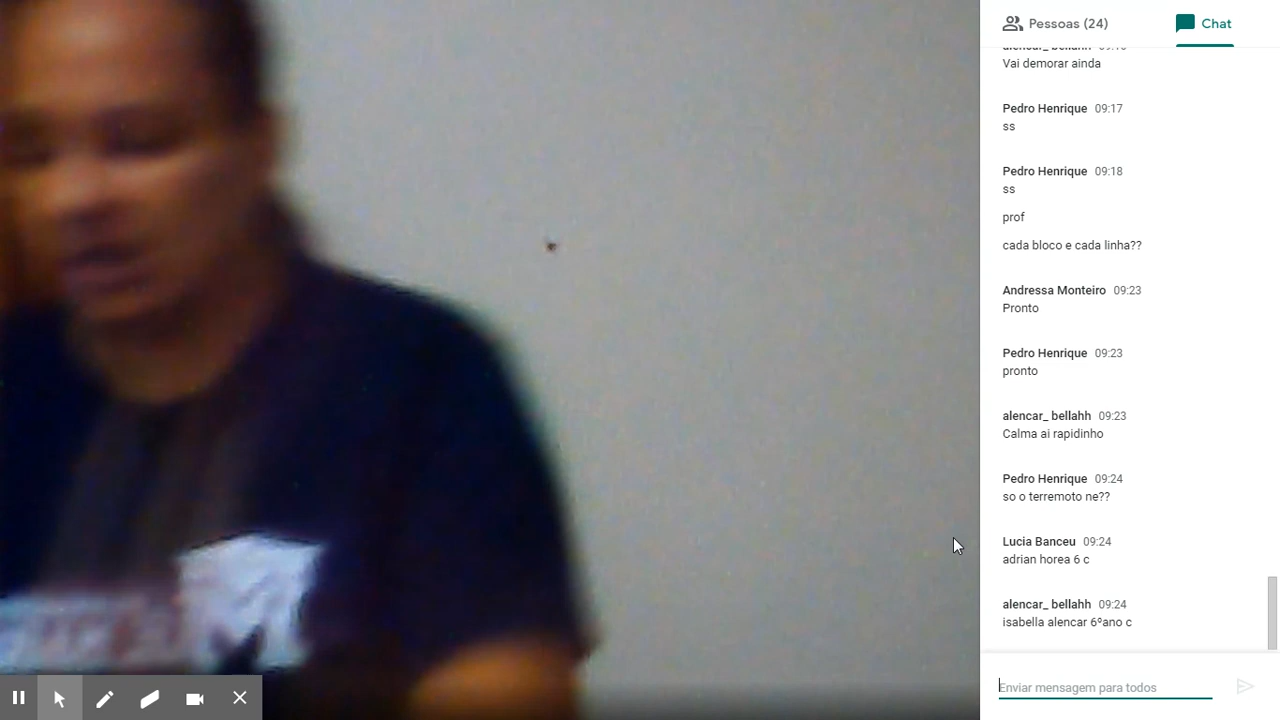 Pessoas (24)
Chat
Vai demorar ainda
Pedro Henrique 09:17
ss
Pedro Henrique 09:18
ss
prof
cada bloco e cada linha??
Andressa Monteiro 09:23
Pronto
Pedro Henrique 09:23
pronto
alencar_ bellahh 09:23
Calma ai rapidinho
Pedro Henrique 09:24
so o terremoto ne??
Lucia Banceu 09:24
adrian horea 6 c
alencar_ bellahh 09:24
isabella alencar 6ºano c
Enviar mensagem para todos